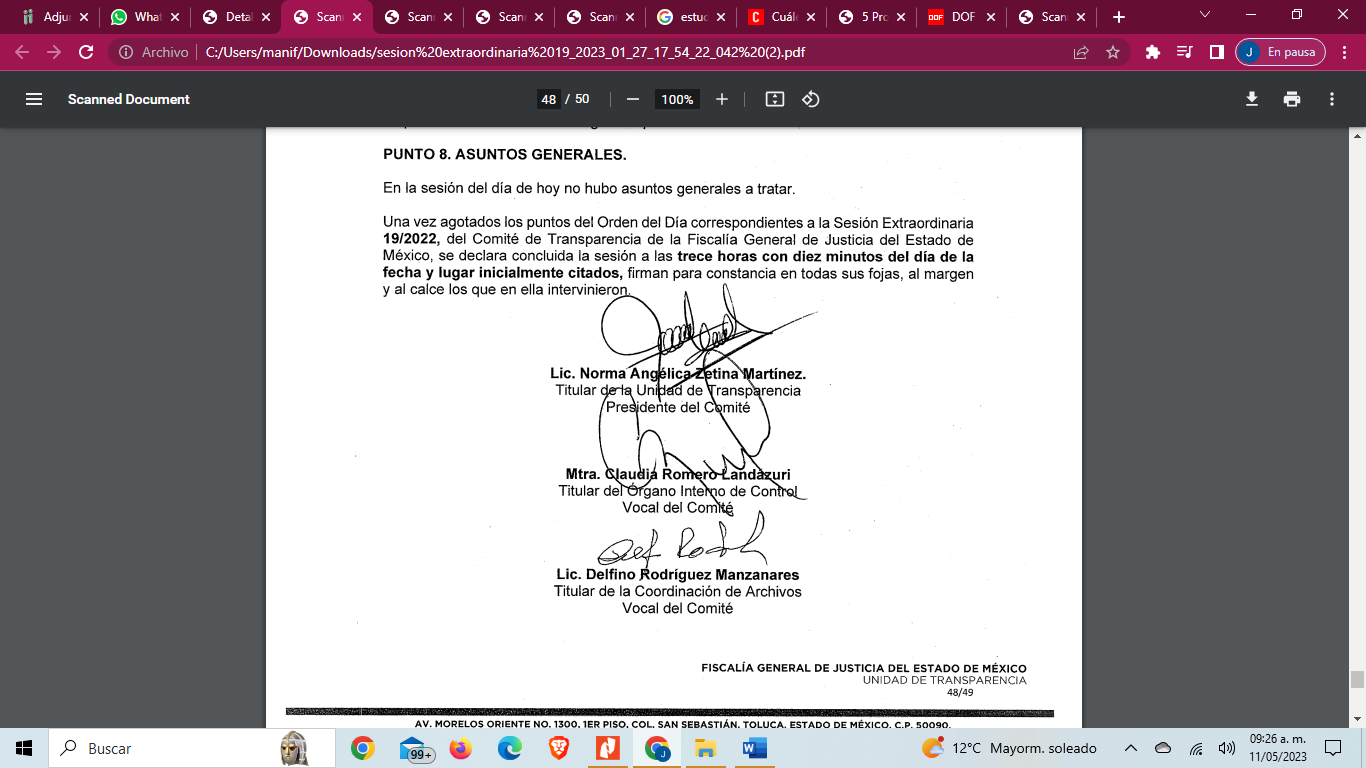 Adjun
What
Detal
Scann
Scann
Scann
Scann
estud
Cuále
5 Pro
DOF
DOF
Scan
Archivo
C:/Users/manif/Downloads/sesion%20extraordinaria%2019_2023_01_27_17_54_22_042%20(2).pdf
J
En pausa
Scanned Document
48 / 50
100%
PUNTO 8. ASUNTOS GENERALES.
En la sesión del día de hoy no hubo asuntos generales a tratar.
Una vez agotados los puntos del Orden del Día correspondientes a la Sesión Extraordinaria
19/2022, del Comité de Transparencia de la Fiscalía General de Justicia del Estado de
México, se declara concluida la sesión a las trece horas con diez minutos del día de la
fecha y lugar inicialmente citados, firman para constancia en todas sus fojas, al margen
y al calce los que en ella intervinieron.
Lic. Norma Angélica Zetina Martínez.
Titular de la Unidad de Transparencia
Presidente del Comité
Mtra. Claudia Romero Landázuri
Titular del Órgano Interno de Control
Vocal del Comité
Lic. Delfino Rodríguez Manzanares
Titular de la Coordinación de Archivos
Vocal del Comité
FISCALÍA GENERAL DE JUSTICIA DEL ESTADO DE MÉXICO
UNIDAD DE TRANSPARENCIA
48/49
AV. MORELOS ORIENTE NO. 1300, 1ER PISO, COL. SAN SEBASTIÁN, TOLUCA, ESTADO DE MÉXICO, C.P. 50090.
Buscar
99+
J
12°C Mayorm. soleado
09:26 a. m.
11/05/2023